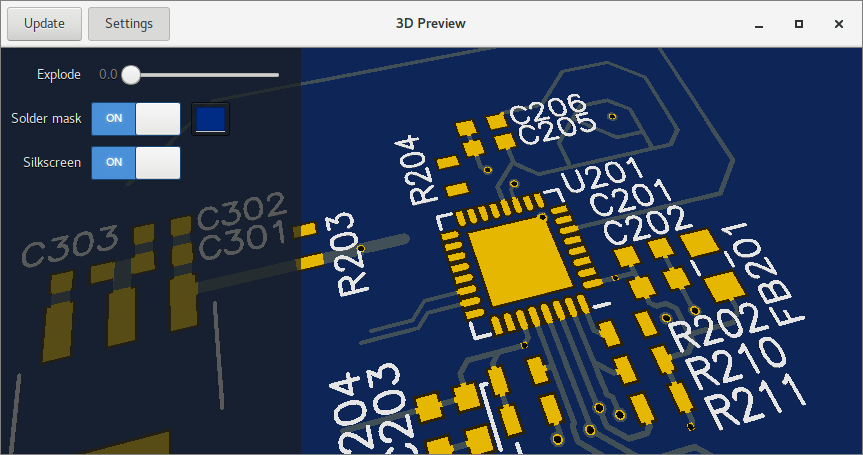 Update
Settings
3D Preview
Explode 0.0
Solder mask ON
Silkscreen ON
C206
C205
R204
U201
C201
C202
C302
C301
C303
R203
FB201
R202
R210
R211
204
C203